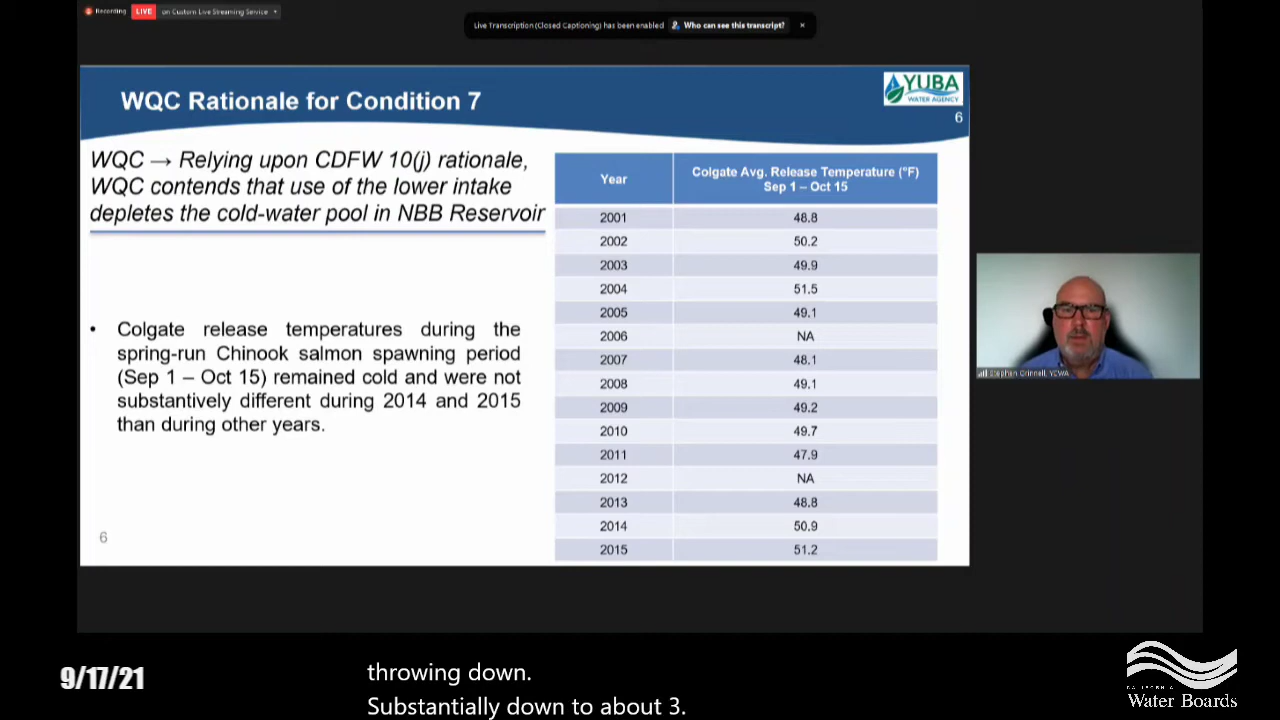 Recording LIVE on Custom Live Streaming Service
Live Transcription (Closed Captioning) has been enabled Who can see this transcript? ×
WQC Rationale for Condition 7
YUBA
WATER AGENCY
6
WQC → Relying upon CDFW 10(j) rationale,
WQC contends that use of the lower intake
depletes the cold-water pool in NBB Reservoir
• Colgate release temperatures during the
spring-run Chinook salmon spawning period
(Sep 1 – Oct 15) remained cold and were not
substantively different during 2014 and 2015
than during other years.
6
Year Colgate Avg. Release Temperature (°F)
Sep 1 – Oct 15
2001 48.8
2002 50.2
2003 49.9
2004 51.5
2005 49.1
2006 NA
2007 48.1
2008 49.1
2009 49.2
2010 49.7
2011 47.9
2012 NA
2013 48.8
2014 50.9
2015 51.2
Stephen Grinnell, YCWA
9/17/21
throwing down.
Substantially down to about 3.
CALIFORNIA
Water Boards